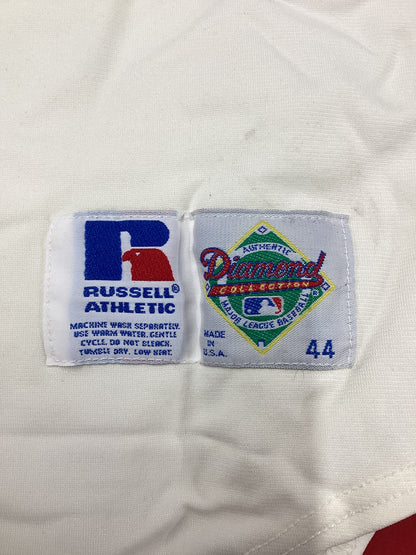 R
RUSSELL®
ATHLETIC
MACHINE WASH SEPARATELY.
USE WARM WATER, GENTLE
CYCLE. DO NOT BLEACH.
TUMBLE DRY. LOW HEAT.
AUTHENTIC
Diamond
COLLECTION
MAJOR LEAGUE BASEBALL
MADE
IN
U.S.A.
44